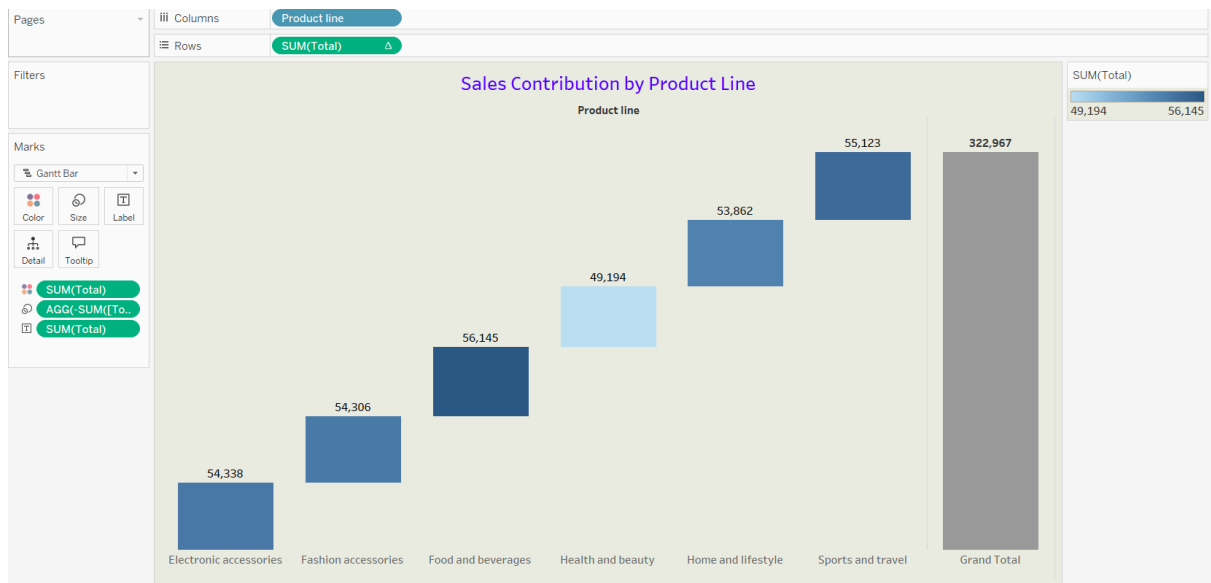 Pages
Columns
Product line
Rows
SUM(Total) Δ
Filters
Marks
Gantt Bar
Color
Size
Label
Detail
Tooltip
SUM(Total)
AGG(-SUM([To..
SUM(Total)
Sales Contribution by Product Line
Product line
55,123
322,967
53,862
49,194
56,145
54,306
54,338
Electronic accessories
Fashion accessories
Food and beverages
Health and beauty
Home and lifestyle
Sports and travel
Grand Total
SUM(Total)
49,194
56,145